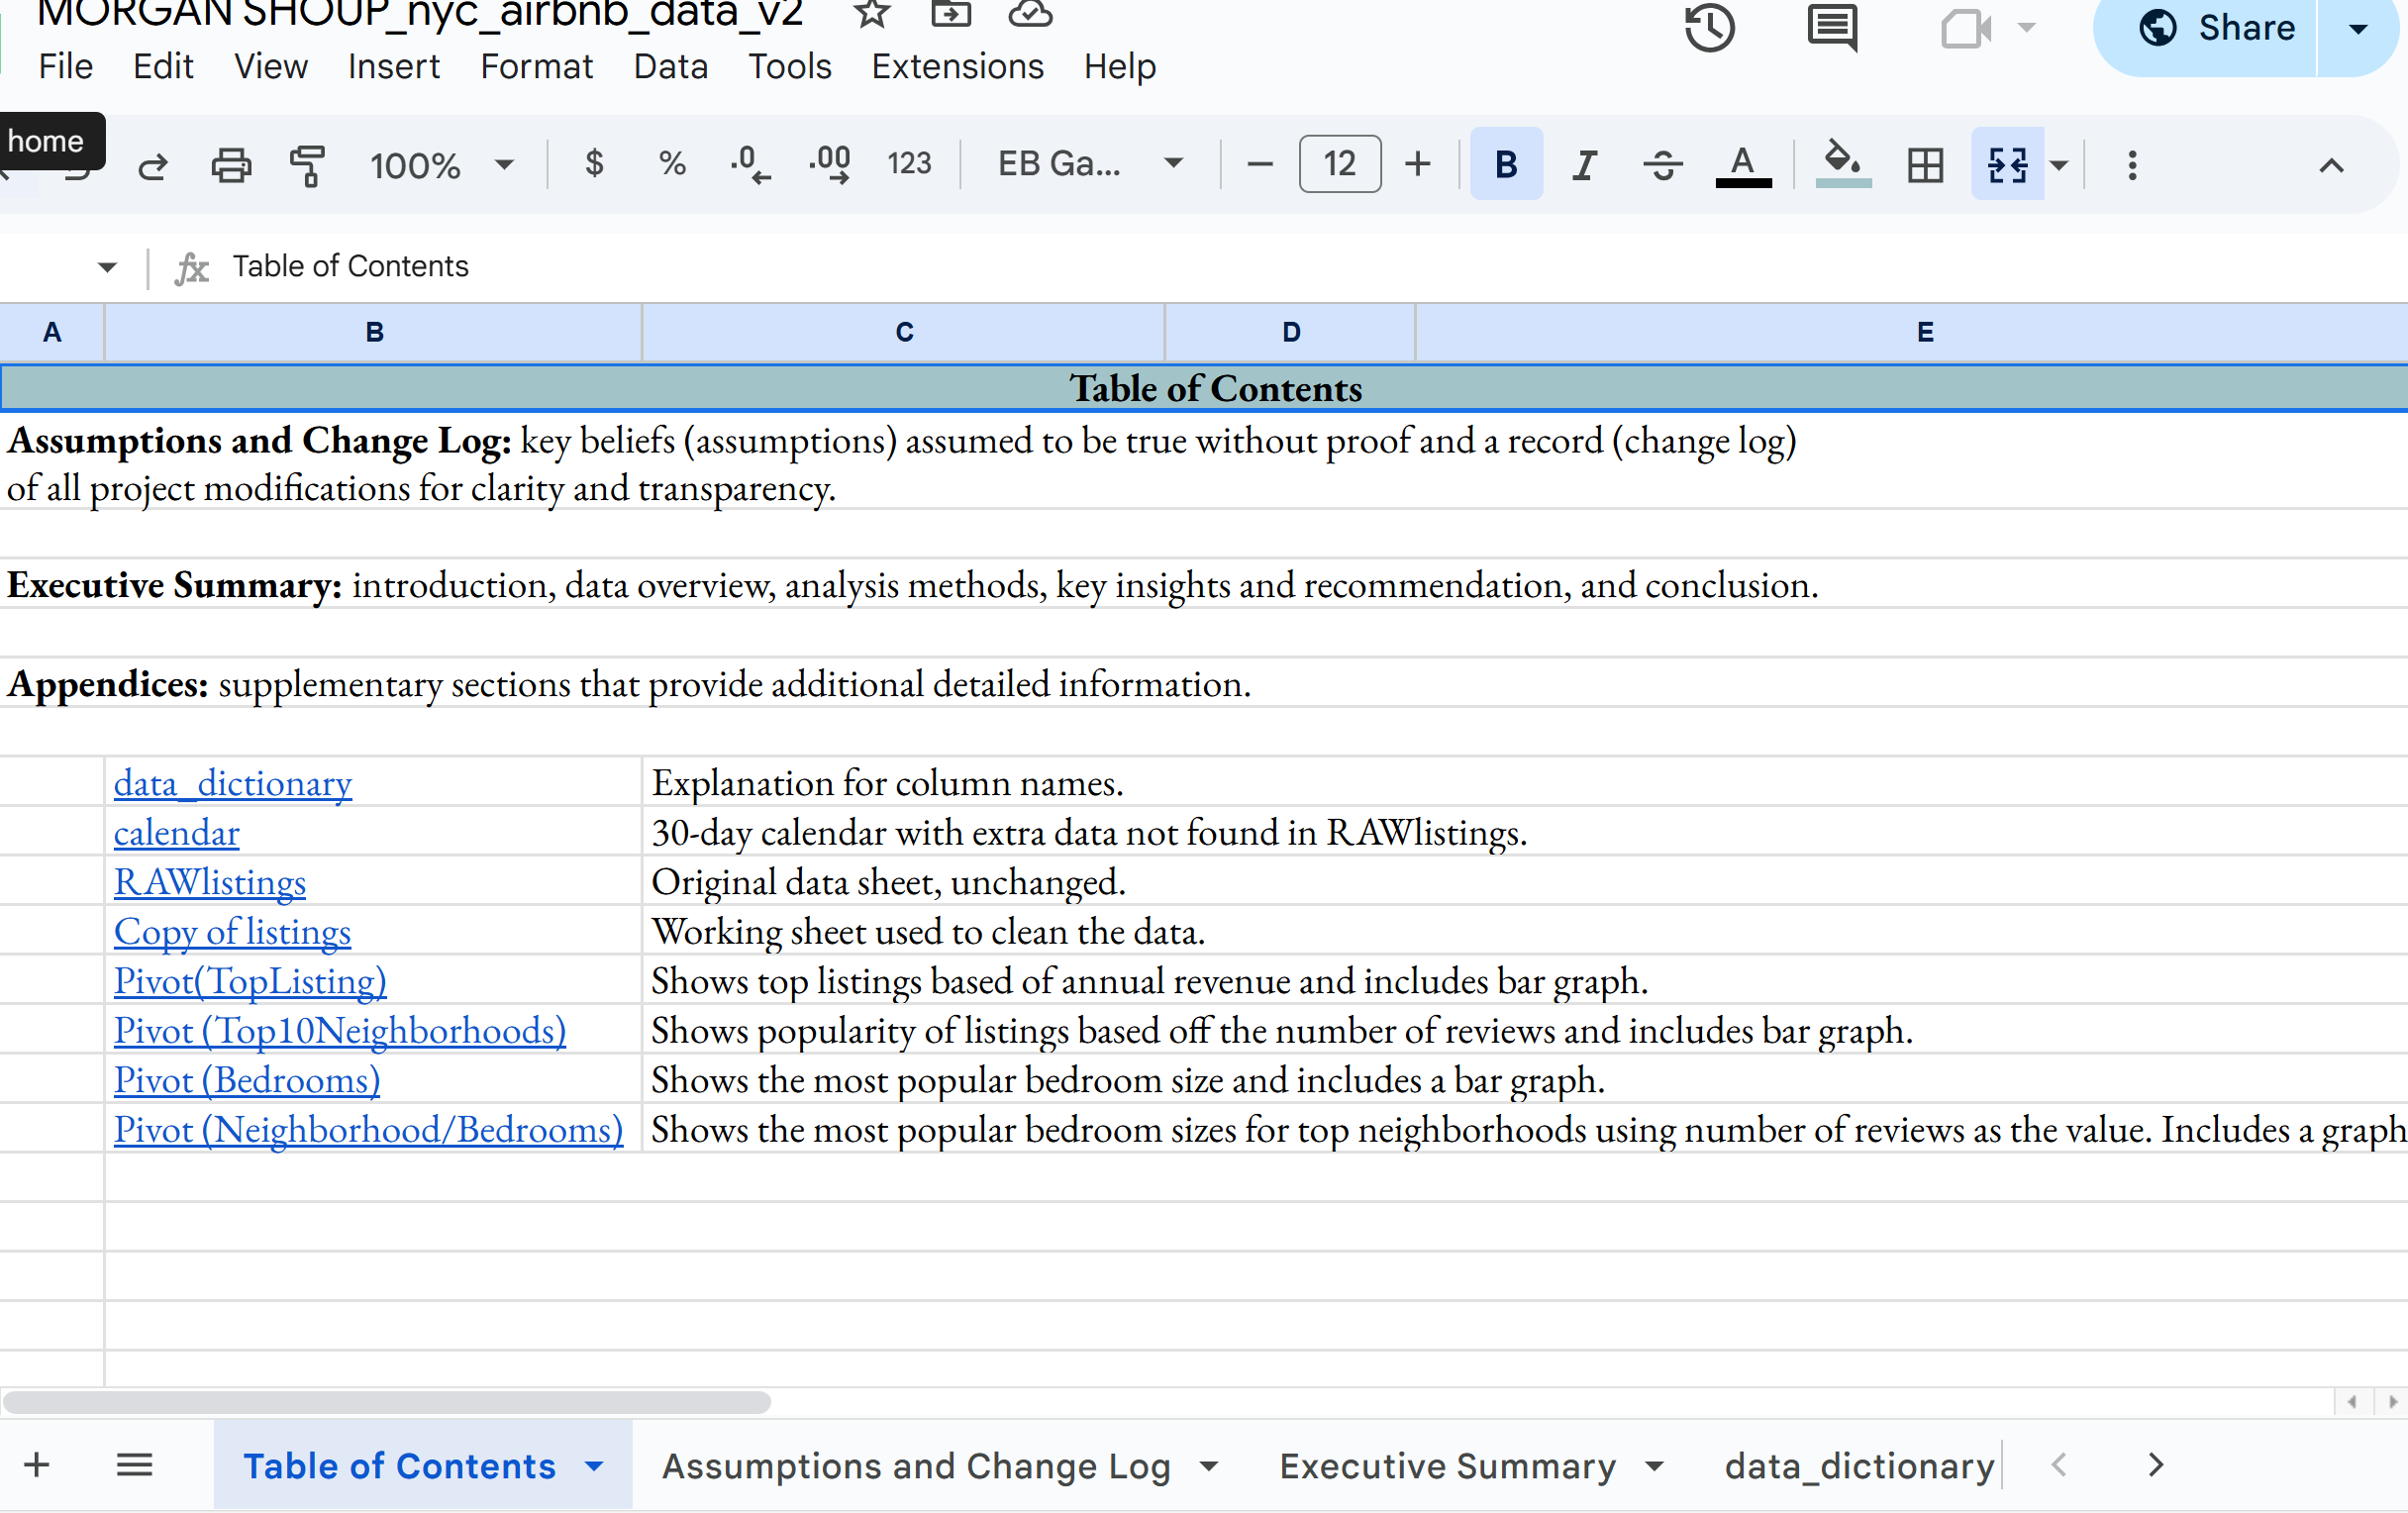 MORGAN SHOUP_nyc_airbnb_data_v2
File Edit View Insert Format Data Tools Extensions Help
Share
home
100% $ % .0 .00 123 EB Ga... 12 B I A
fx Table of Contents
A B C D E
Table of Contents
Assumptions and Change Log: key beliefs (assumptions) assumed to be true without proof and a record (change log)
of all project modifications for clarity and transparency.
Executive Summary: introduction, data overview, analysis methods, key insights and recommendation, and conclusion.
Appendices: supplementary sections that provide additional detailed information.
data_dictionary Explanation for column names.
calendar 30-day calendar with extra data not found in RAWlistings.
RAWlistings Original data sheet, unchanged.
Copy of listings Working sheet used to clean the data.
Pivot(TopListing) Shows top listings based of annual revenue and includes bar graph.
Pivot (Top10Neighborhoods) Shows popularity of listings based off the number of reviews and includes bar graph.
Pivot (Bedrooms) Shows the most popular bedroom size and includes a bar graph.
Pivot (Neighborhood/Bedrooms) Shows the most popular bedroom sizes for top neighborhoods using number of reviews as the value. Includes a graph
Table of Contents Assumptions and Change Log Executive Summary data_dictionary